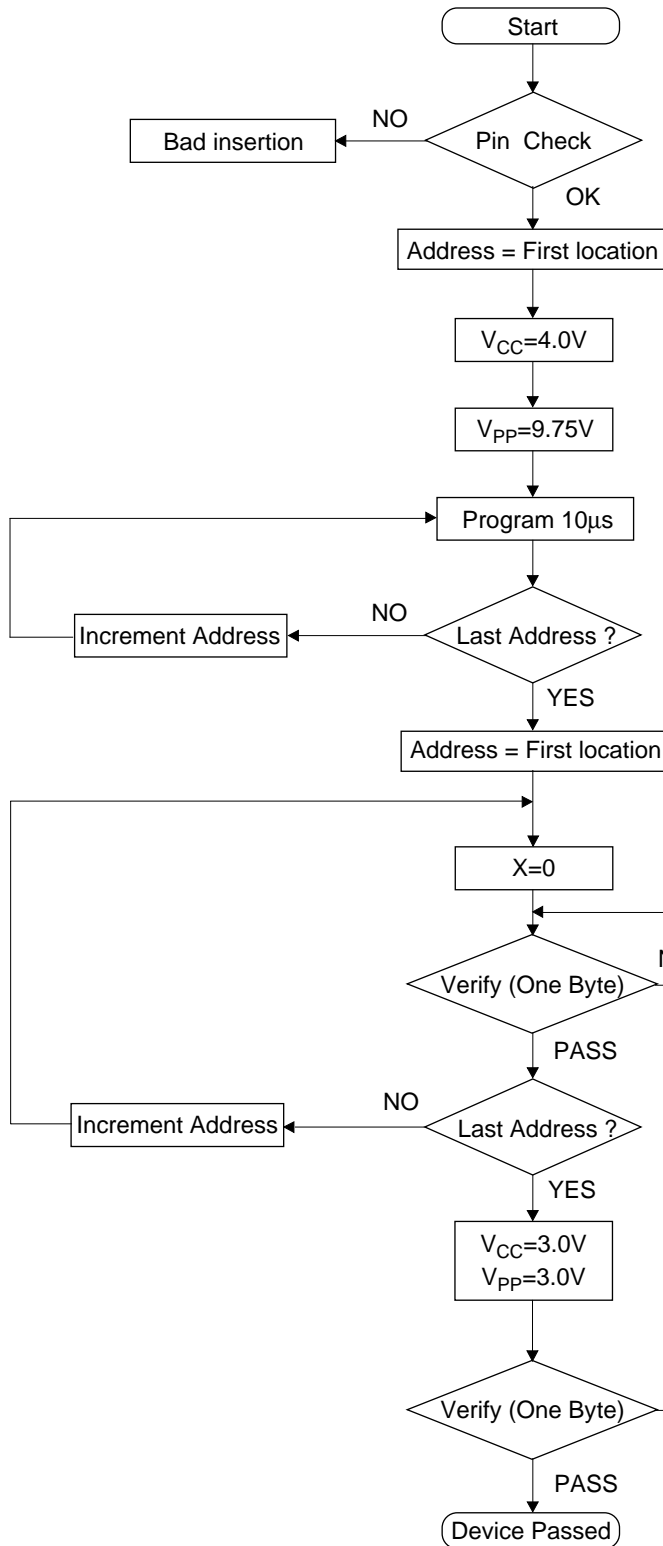 Start
NO
Bad insertion
Pin Check
OK
Address = First location
VCC=4.0V
VPP=9.75V
Program 10µs
NO
Increment Address
Last Address ?
YES
Address = First location
X=0
Verify (One Byte)
PASS
NO
Increment Address
Last Address ?
YES
VCC=3.0V
VPP=3.0V
Verify (One Byte)
PASS
Device Passed